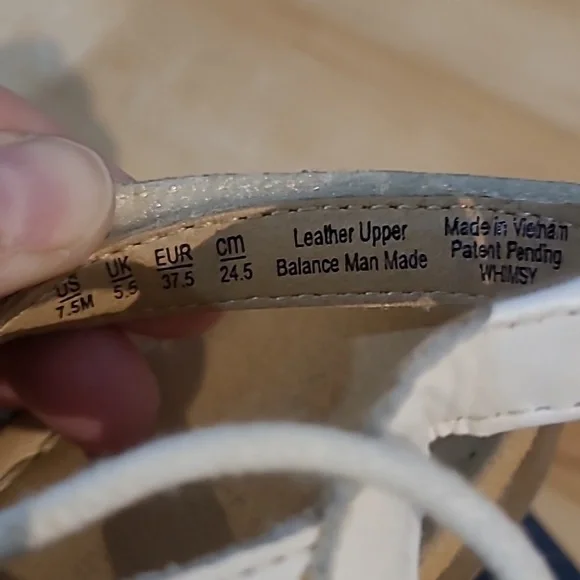 US UK EUR cm
7.5M 5.5 37.5 24.5
Leather Upper
Balance Man Made
Made in Vietnam
Patent Pending
WHIMSY